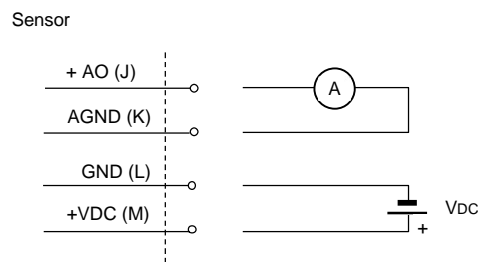 Sensor
+ AO (J)
A
AGND (K)
GND (L)
+VDC (M)
VDC
+